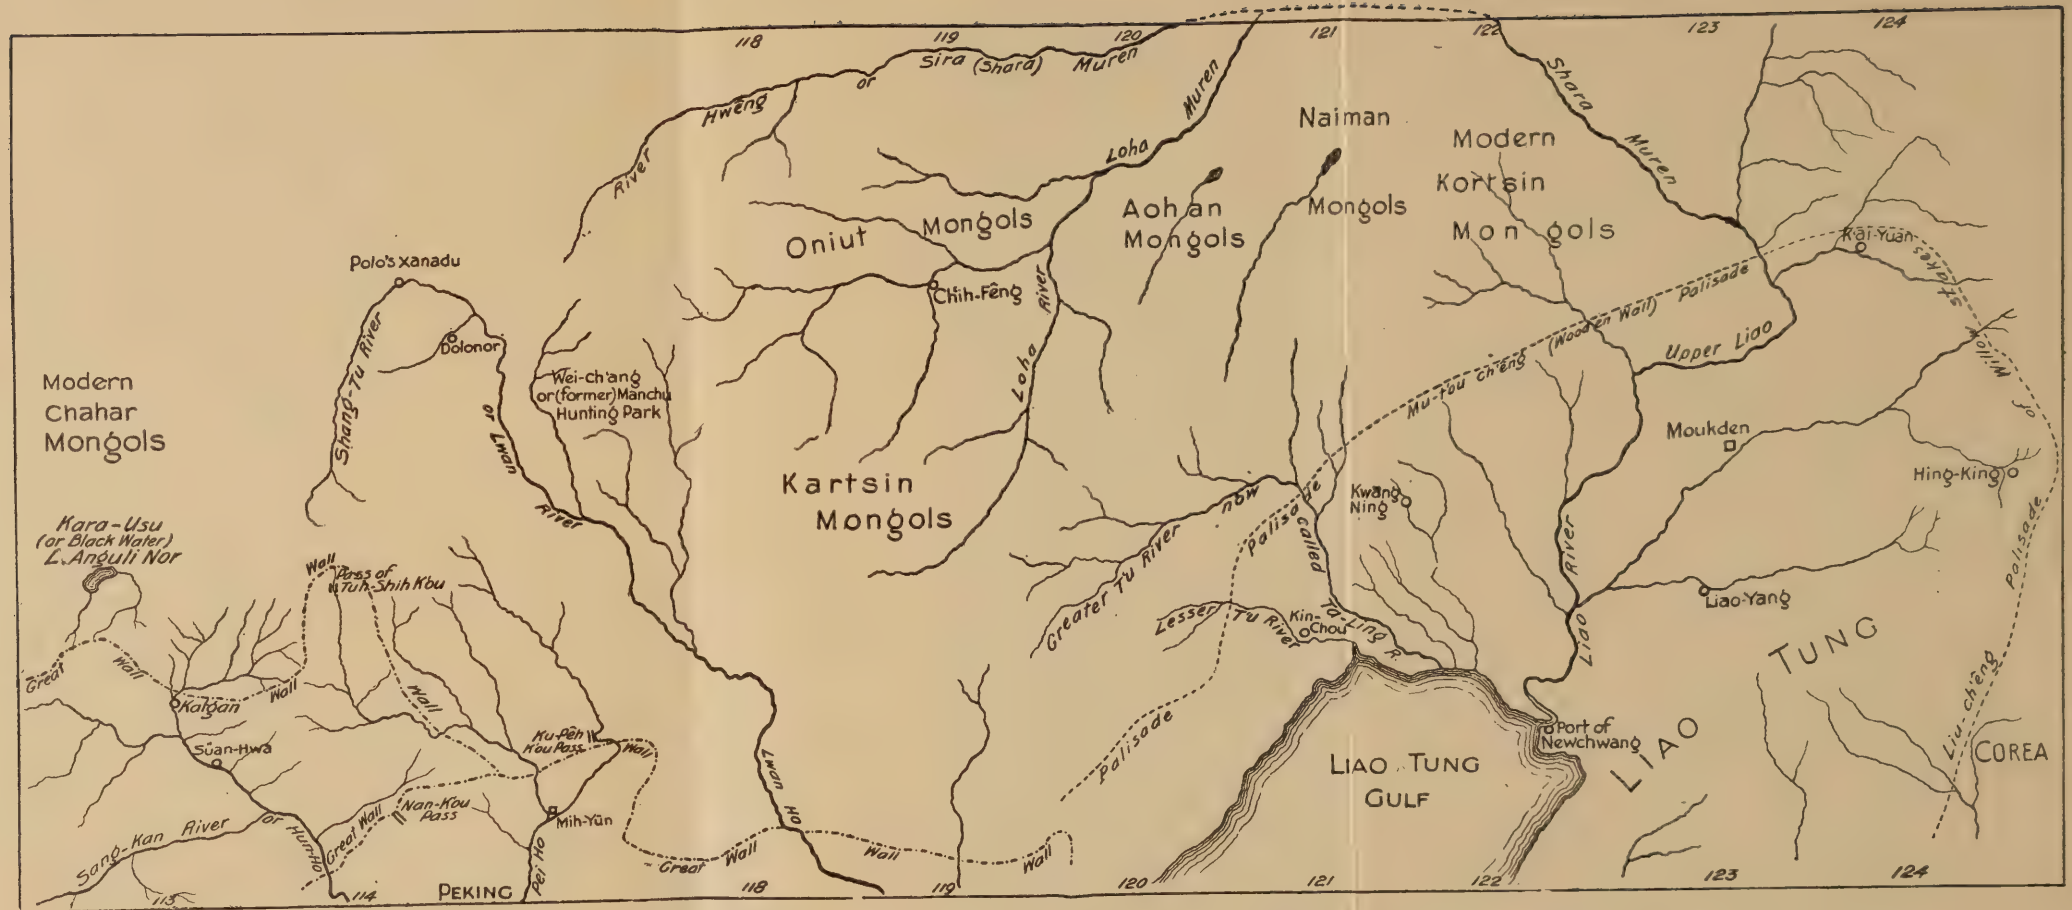 118
119
120
121
122
123
124
River Hwêng or Sira (Shara) Muren
Loha Muren
Shara Muren
Naiman
Mongols
Modern
Kortsin
Mongols
Aohan
Mongols
Oniut Mongols
Chih-Fêng
Loha River
Polo's Xanadu
Dolonor
Shang-Tu River
or Lwan River
Wei-ch'ang
or (former) Manchu
Hunting Park
Modern
Chahar
Mongols
Kartsin
Mongols
Kai-Yuan
Mu-tou ch'êng (Wooden Wall) Palisade
Upper Liao
Moukden
Hing-King
Liu-ch'êng Palisade of Willow Stakes
Kwang
Ning
Palisade
Greater Tu River now called Ta-Ling R.
Lesser Tu River
Kin-
Chou
Palisade
Liao River
Liao-Yang
LIAO TUNG
COREA
Port of
Newchwang
LIAO TUNG
GULF
Kara-Usu
(or Black Water)
L. Anguli Nor
Wall
Pass of
Tuh-Shih K'ou
Great Wall
Wall
Wall
Kalgan
Süan-Hwa
Ku-Pêh
K'ou Pass
Wall
Nan-K'ou
Pass
Great Wall
Mih-Yün
Sang-Kan River or Hun-Ho
Pei Ho
PEKING
Lwan Ho
Great Wall
Wall
Wall
113
114
118
119
120
121
122
123
124